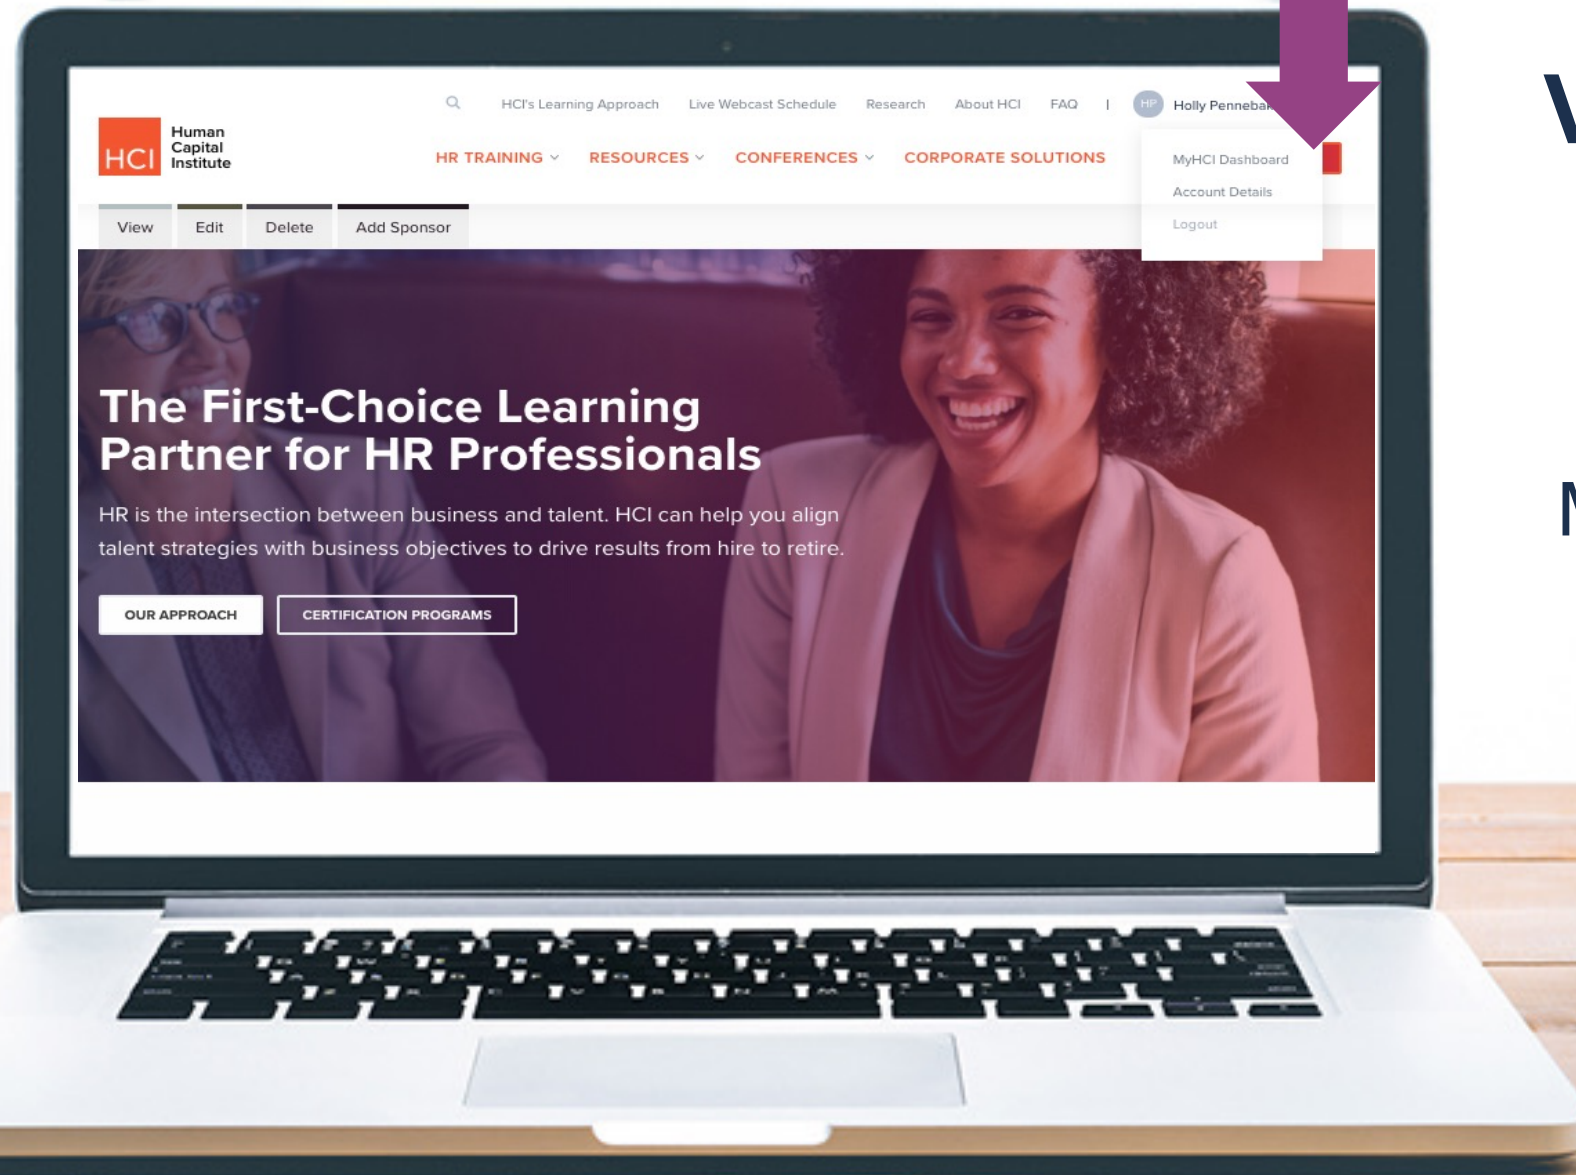 HCI's Learning Approach Live Webcast Schedule Research About HCI FAQ | HP Holly
HCI Human Capital Institute
HR TRAINING RESOURCES CONFERENCES CORPORATE SOLUTIONS
MyHCI Dashboard
Account Details
Logout
View Edit Delete Add Sponsor
The First-Choice Learning
Partner for HR Professionals
HR is the intersection between business and talent. HCI can help you align
talent strategies with business objectives to drive results from hire to retire.
OUR APPROACH CERTIFICATION PROGRAMS